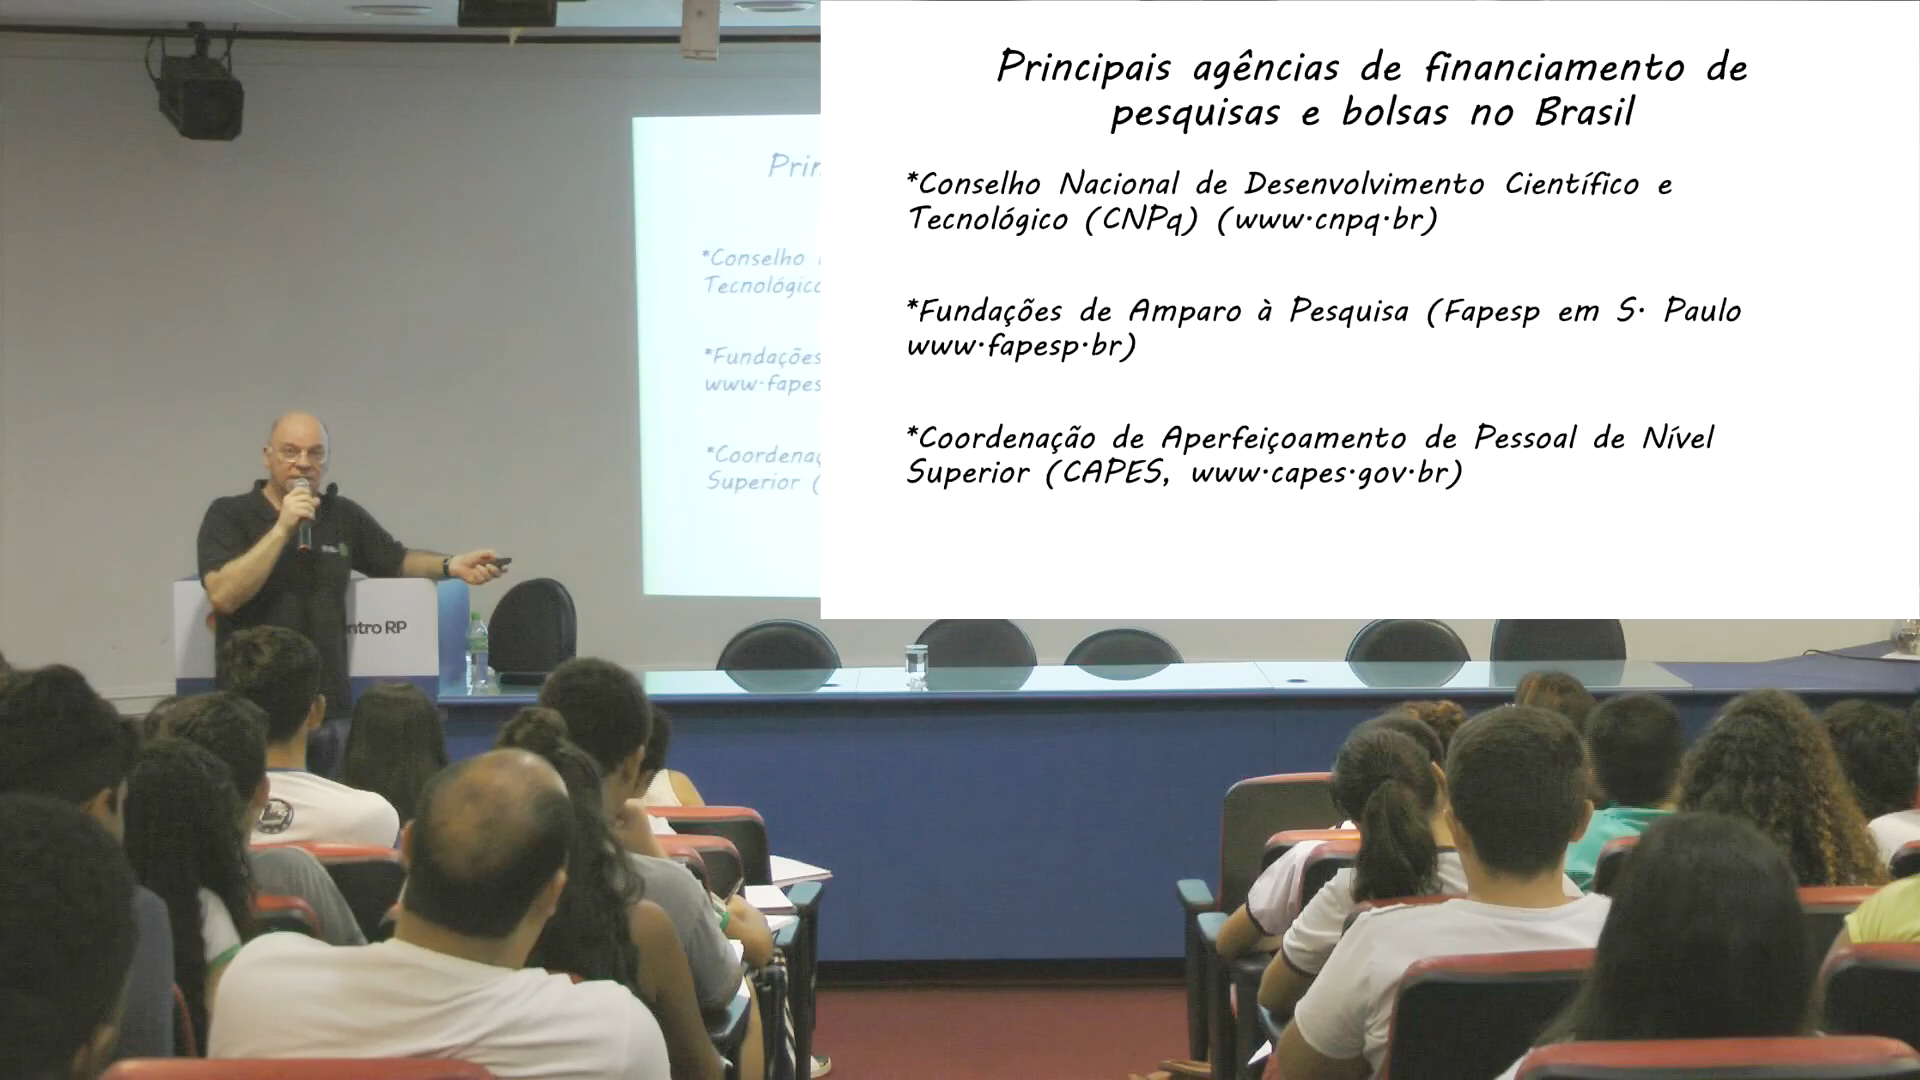 Principais agências de financiamento de
pesquisas e bolsas no Brasil
*Conselho Nacional de Desenvolvimento Científico e
Tecnológico (CNPq) (www.cnpq.br)
*Fundações de Amparo à Pesquisa (Fapesp em S. Paulo
www.fapesp.br)
*Coordenação de Aperfeiçoamento de Pessoal de Nível
Superior (CAPES, www.capes.gov.br)
Prin
*Conselho
Tecnológico
*Fundações
www.fapes
*Coordenaç
Superior (
ntro RP